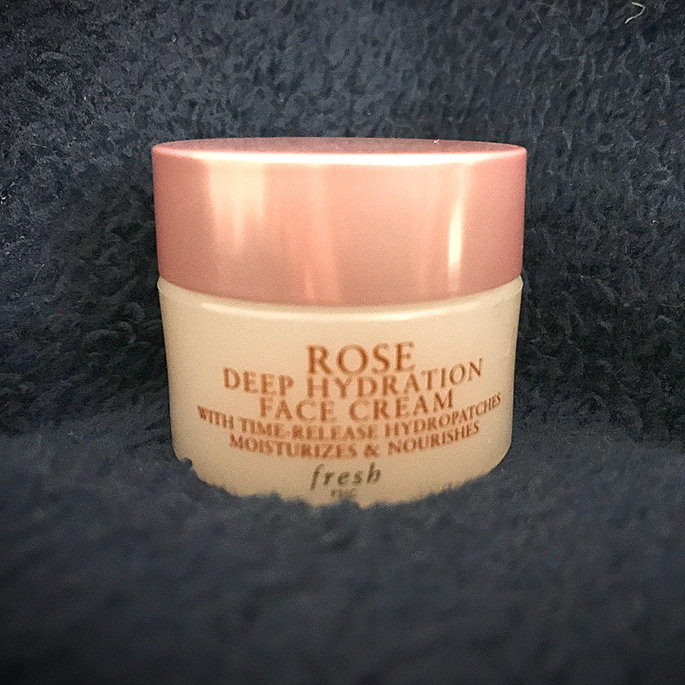 ROSE
DEEP HYDRATION
FACE CREAM
WITH TIME-RELEASE HYDROPATCHES
MOISTURIZES & NOURISHES
fresh